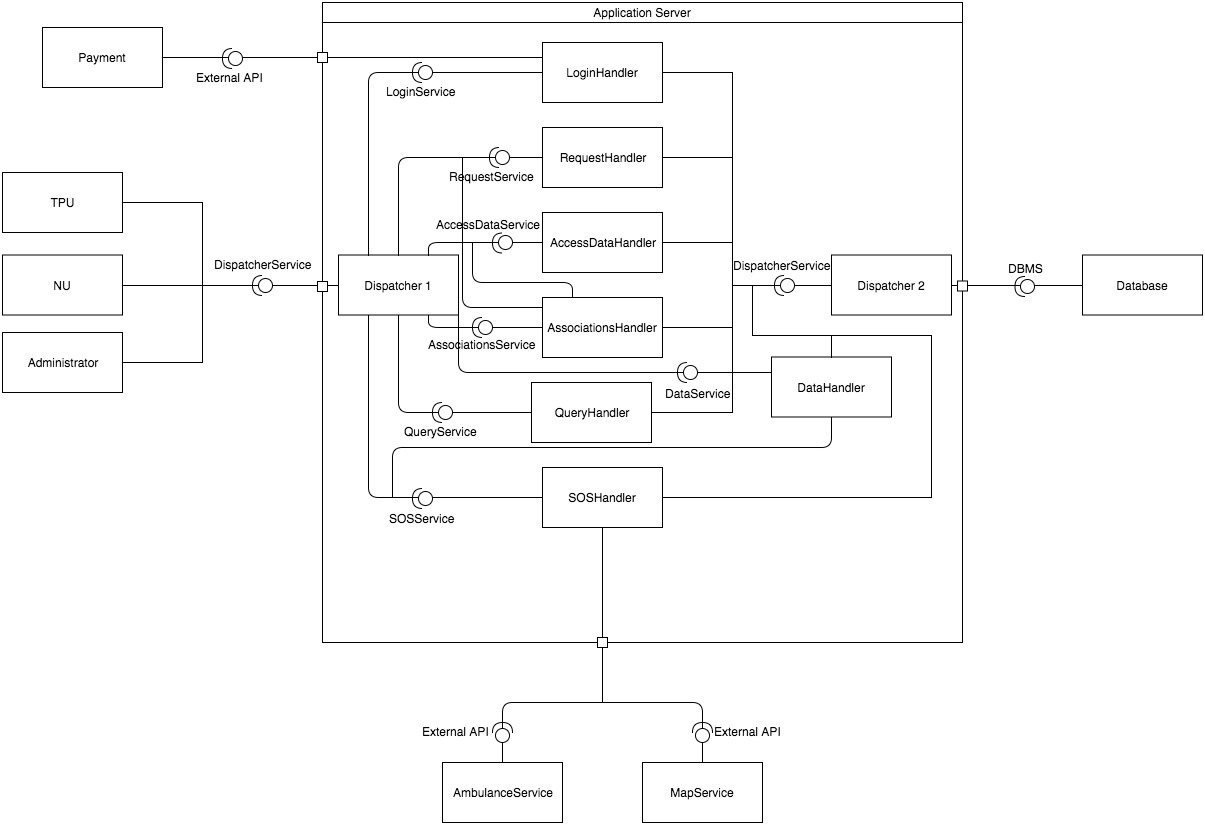 Application Server
Payment
External API
LoginHandler
LoginService
RequestHandler
RequestService
TPU
AccessDataService
AccessDataHandler
DispatcherService
DispatcherService
DBMS
NU
Dispatcher 1
Dispatcher 2
Database
AssociationsHandler
AssociationsService
Administrator
DataHandler
DataService
QueryHandler
QueryService
SOSHandler
SOSService
External API
External API
AmbulanceService
MapService